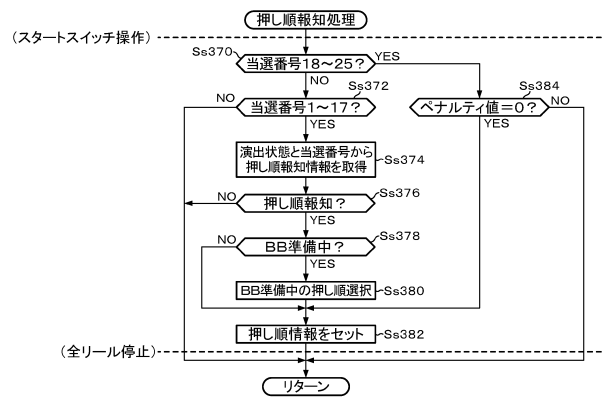 押し順報知処理
(スタートスイッチ操作)
Ss370
当選番号18～25？
YES
NO
Ss372
Ss384
NO
当選番号1～17？
ペナルティ値＝0？
NO
YES
YES
演出状態と当選番号から
押し順報知情報を取得
Ss374
NO
押し順報知？
Ss376
YES
NO
BB準備中？
Ss378
YES
BB準備中の押し順選択
Ss380
押し順情報をセット
Ss382
(全リール停止)
リターン